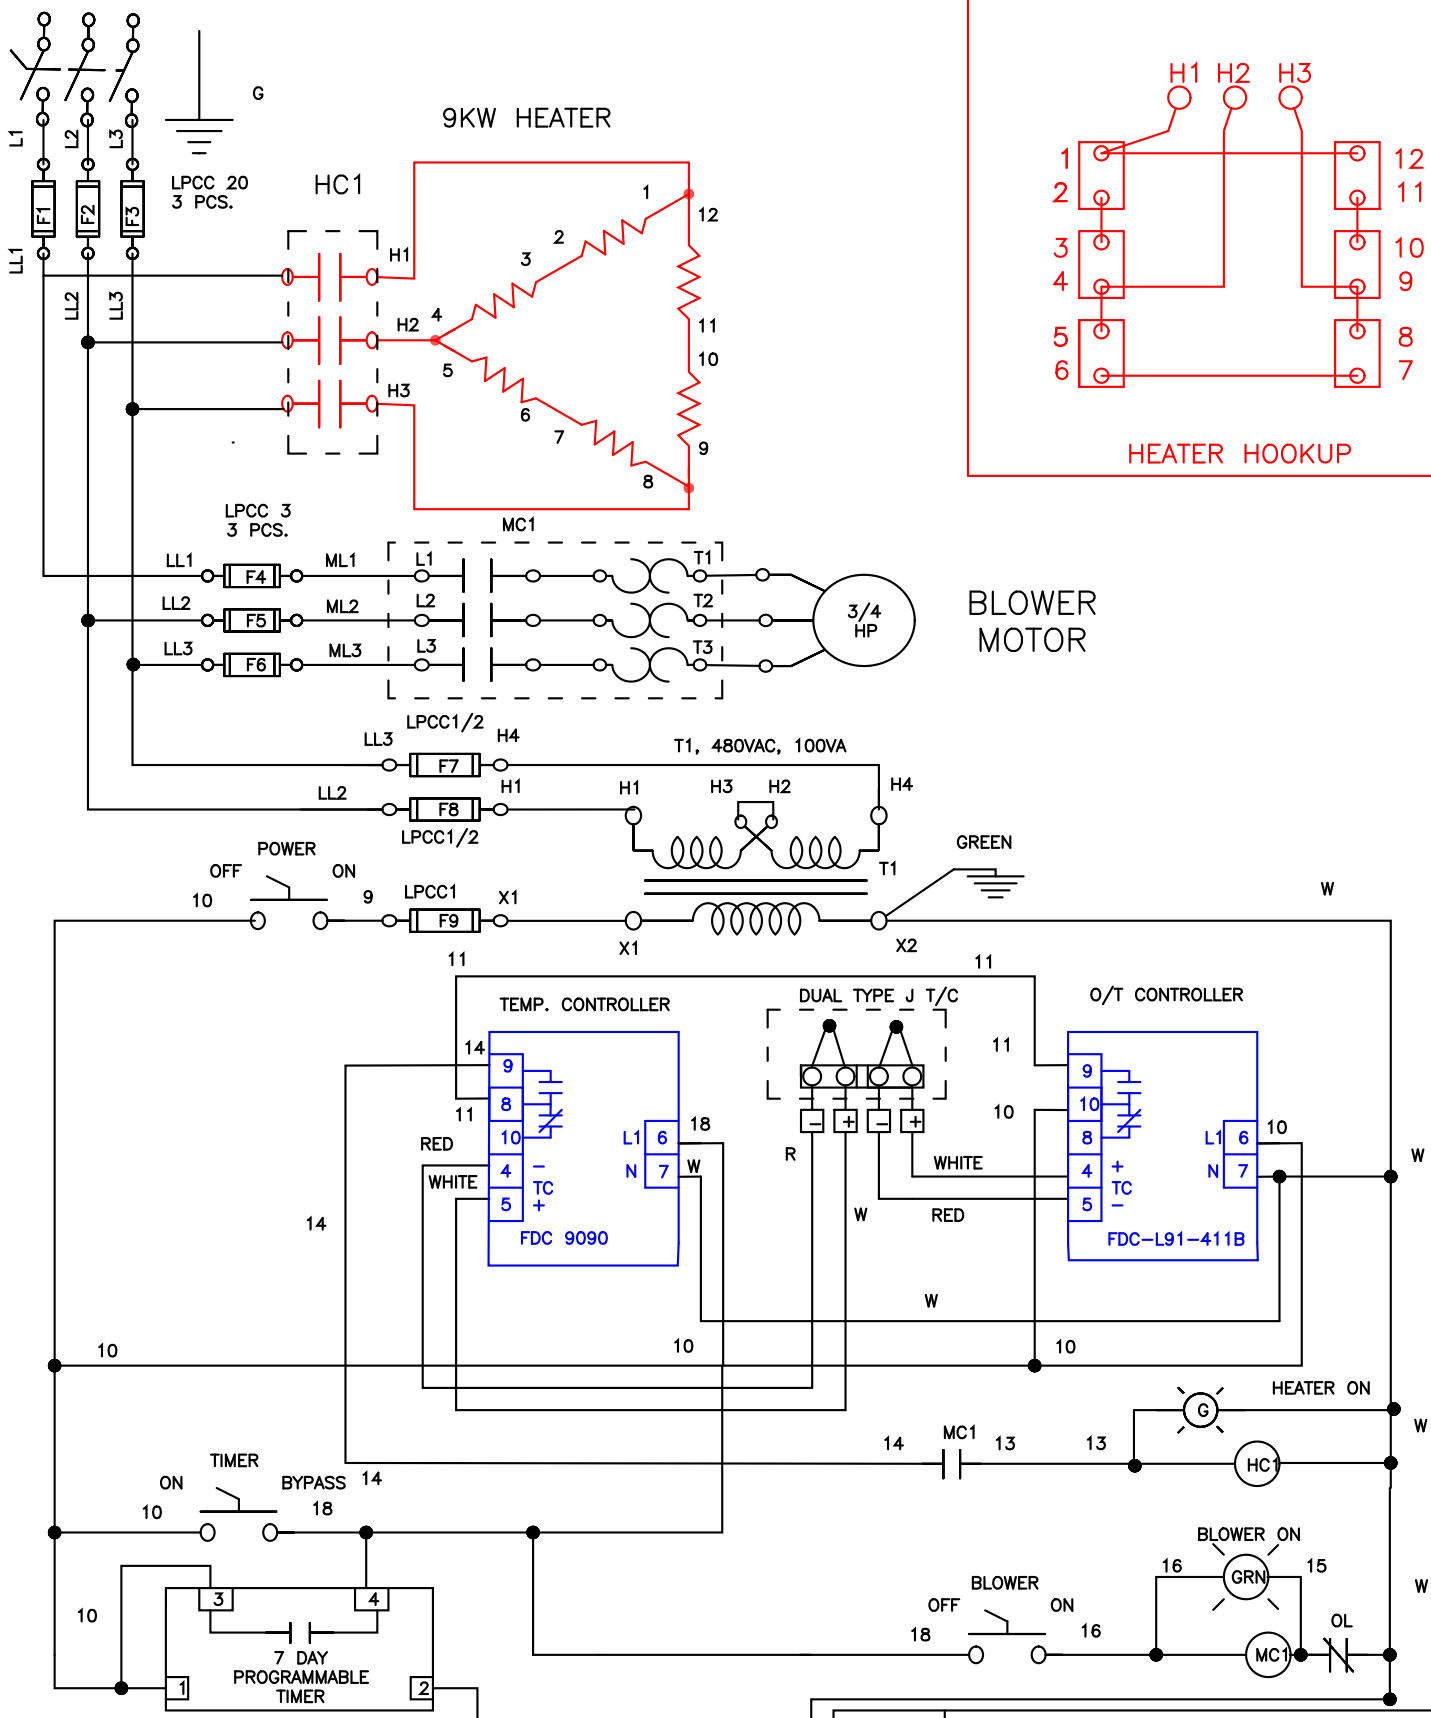 G
L1
L2
L3
LPCC 20
3 PCS.
F1
F2
F3
LL1
LL2
LL3
HC1
9KW HEATER
H1
H2
H3
1
12
2
3
4
11
10
5
6
7
9
8
H1 H2 H3
1
2
3
4
5
6
12
11
10
9
8
7
HEATER HOOKUP
LPCC 3
3 PCS.
MC1
LL1
F4
ML1
L1
T1
LL2
F5
ML2
L2
T2
LL3
F6
ML3
L3
T3
3/4
HP
BLOWER
MOTOR
LPCC1/2
LL3
F7
H4
T1, 480VAC, 100VA
LL2
F8
H1
LPCC1/2
H1
H3
H2
H4
T1
GREEN
POWER
OFF
ON
10
9
LPCC1
F9
X1
X1
X2
W
11
11
TEMP. CONTROLLER
DUAL TYPE J T/C
O/T CONTROLLER
14
9
11
8
10
RED
4
−
WHITE
TC
5
+
L1
6
18
N
7
W
FDC 9090
−
+
−
+
R
W
WHITE
RED
11
9
10
10
8
4
+
TC
5
−
L1
6
10
N
7
FDC−L91−411B
W
14
W
10
10
10
HEATER ON
G
14
14
MC1
13
13
HC1
W
TIMER
ON
BYPASS
10
18
BLOWER ON
16
GRN
15
W
BLOWER
OFF
ON
18
16
MC1
OL
10
3
4
7 DAY
PROGRAMMABLE
TIMER
1
2